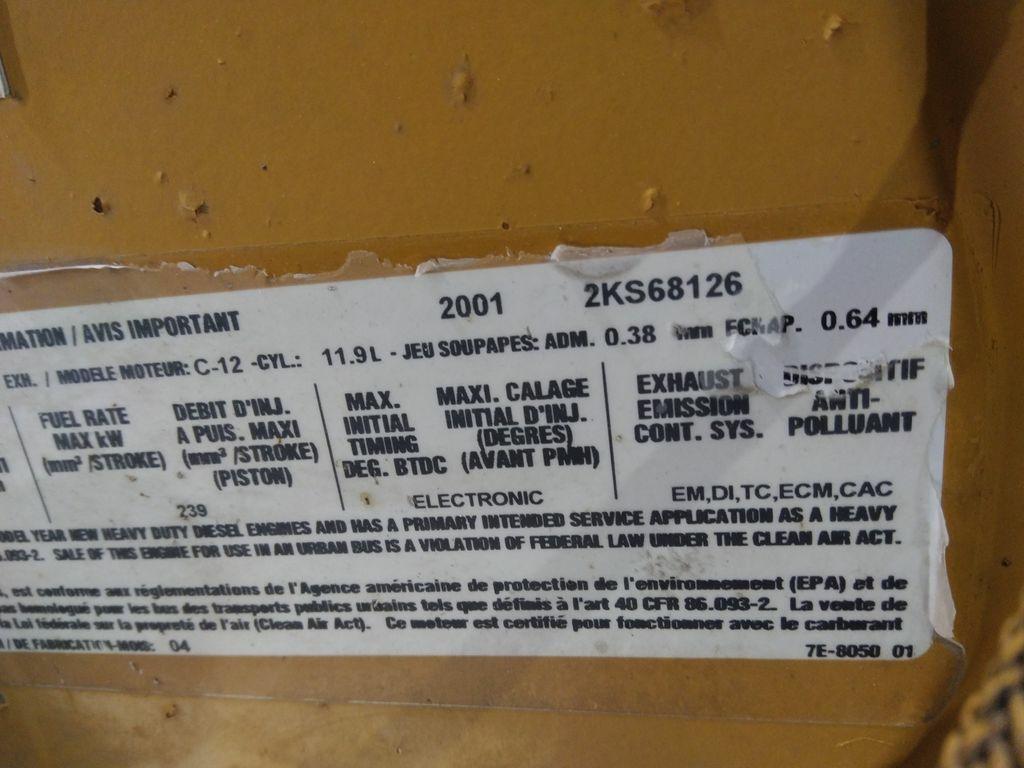 2001 2KS68126
MATION / AVIS IMPORTANT
EXH. / MODELE MOTEUR: C-12 -CYL.: 11.9 L - JEU SOUPAPES: ADM. 0.38 mm ECHAP. 0.64 mm
FUEL RATE
MAX kW
(mm³ /STROKE)
DEBIT D'INJ.
A PUIS. MAXI
(mm³ /STROKE)
(PISTON)
MAX.
INITIAL
TIMING
DEG. BTDC
MAXI. CALAGE
INITIAL D'INJ.
(DEGRES)
(AVANT PMH)
EXHAUST
EMISSION
CONT. SYS.
DISPOSITIF
ANTI-
POLLUANT
239 ELECTRONIC EM,DI,TC,ECM,CAC
ODEL YEAR NEW HEAVY DUTY DIESEL ENGINES AND HAS A PRIMARY INTENDED SERVICE APPLICATION AS A HEAVY
.093-2. SALE OF THIS ENGINE FOR USE IN AN URBAN BUS IS A VIOLATION OF FEDERAL LAW UNDER THE CLEAN AIR ACT.
, est conforme aux réglementations de l'Agence américaine de protection de l'environnement (EPA) et de
pas homologué pour les bus des transports publics urbains tels que définis à l'art 40 CFR 86.093-2. La vente de
la Loi fédérale sur la propreté de l'air (Clean Air Act). Ce moteur est certifié pour fonctionner avec le carburant
/ DE FABRICATION-MOIS: 04
7E-8050 01